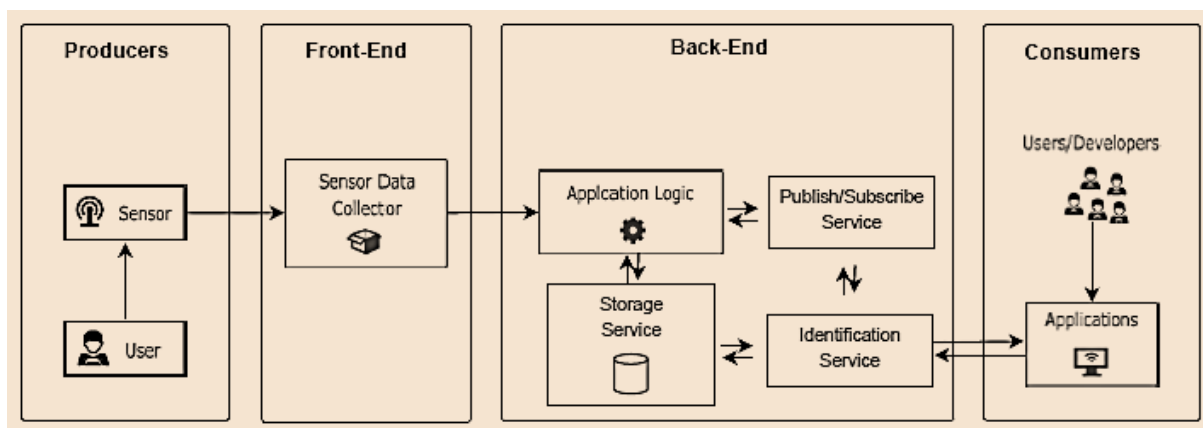 Producers
Sensor
User
Front-End
Sensor Data
Collector
Back-End
Applcation Logic
Publish/Subscribe
Service
Storage
Service
Identification
Service
Consumers
Users/Developers
Applications